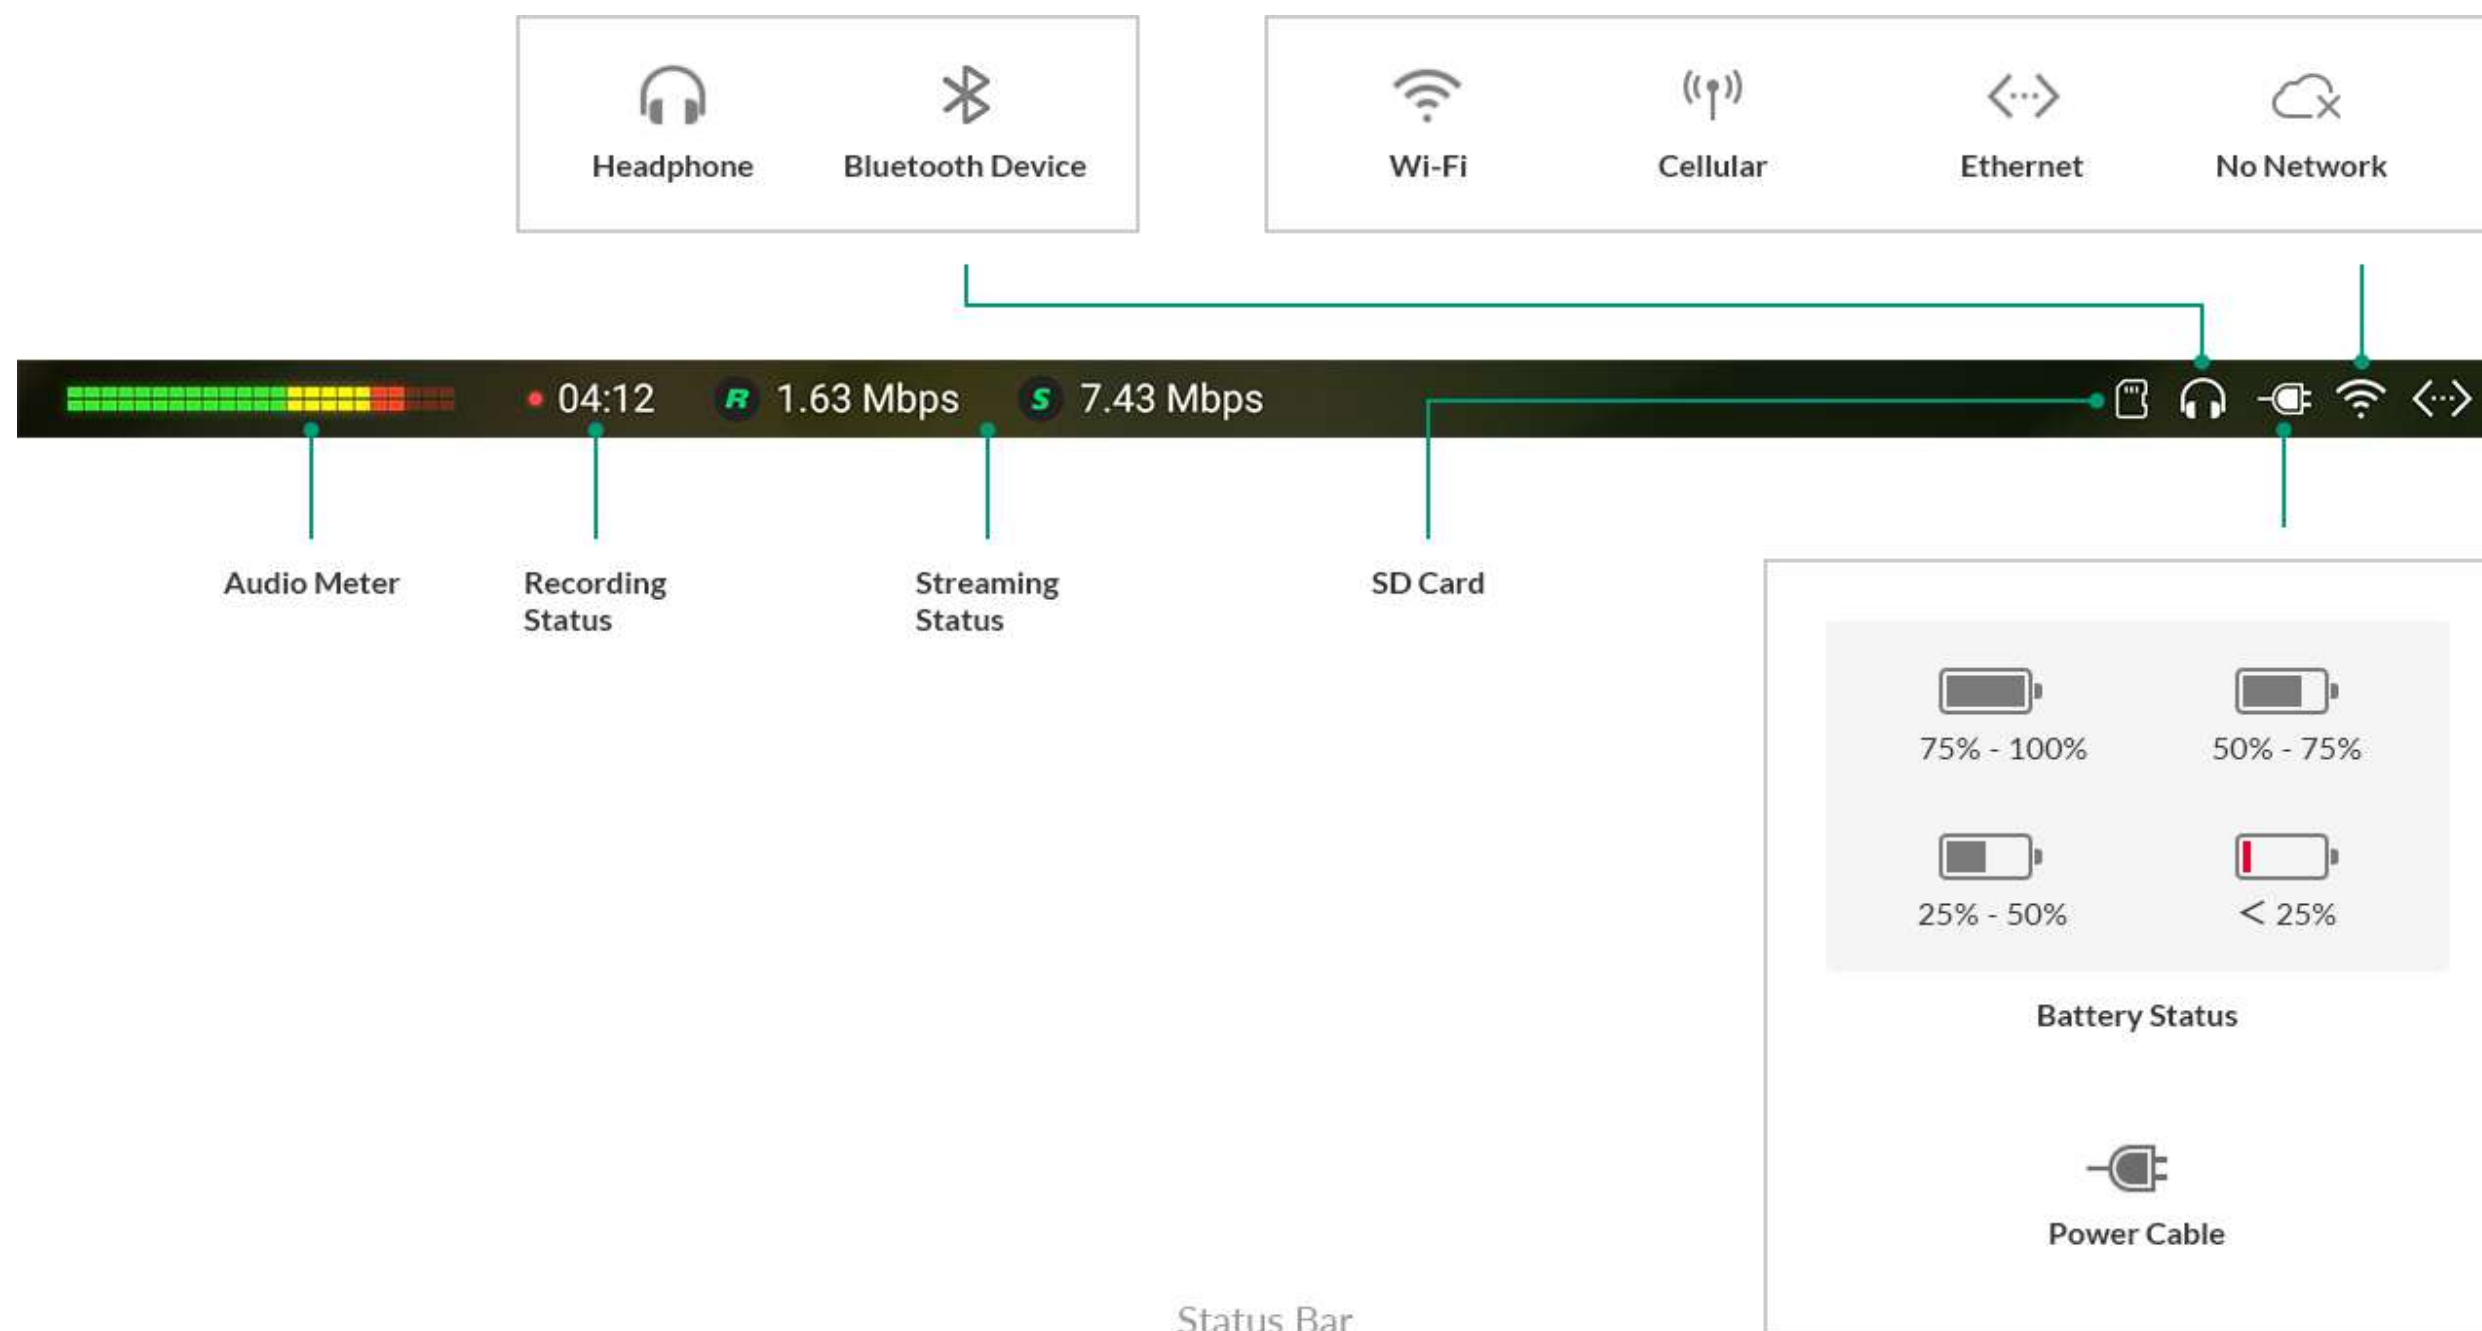 Headphone
Bluetooth Device
Wi-Fi
Cellular
Ethernet
No Network
04:12
R 1.63 Mbps
S 7.43 Mbps
Audio Meter
Recording
Status
Streaming
Status
SD Card
75% - 100%
50% - 75%
25% - 50%
< 25%
Battery Status
Power Cable
Status Bar